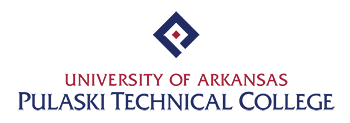 UNIVERSITY OF ARKANSAS
PULASKI TECHNICAL COLLEGE